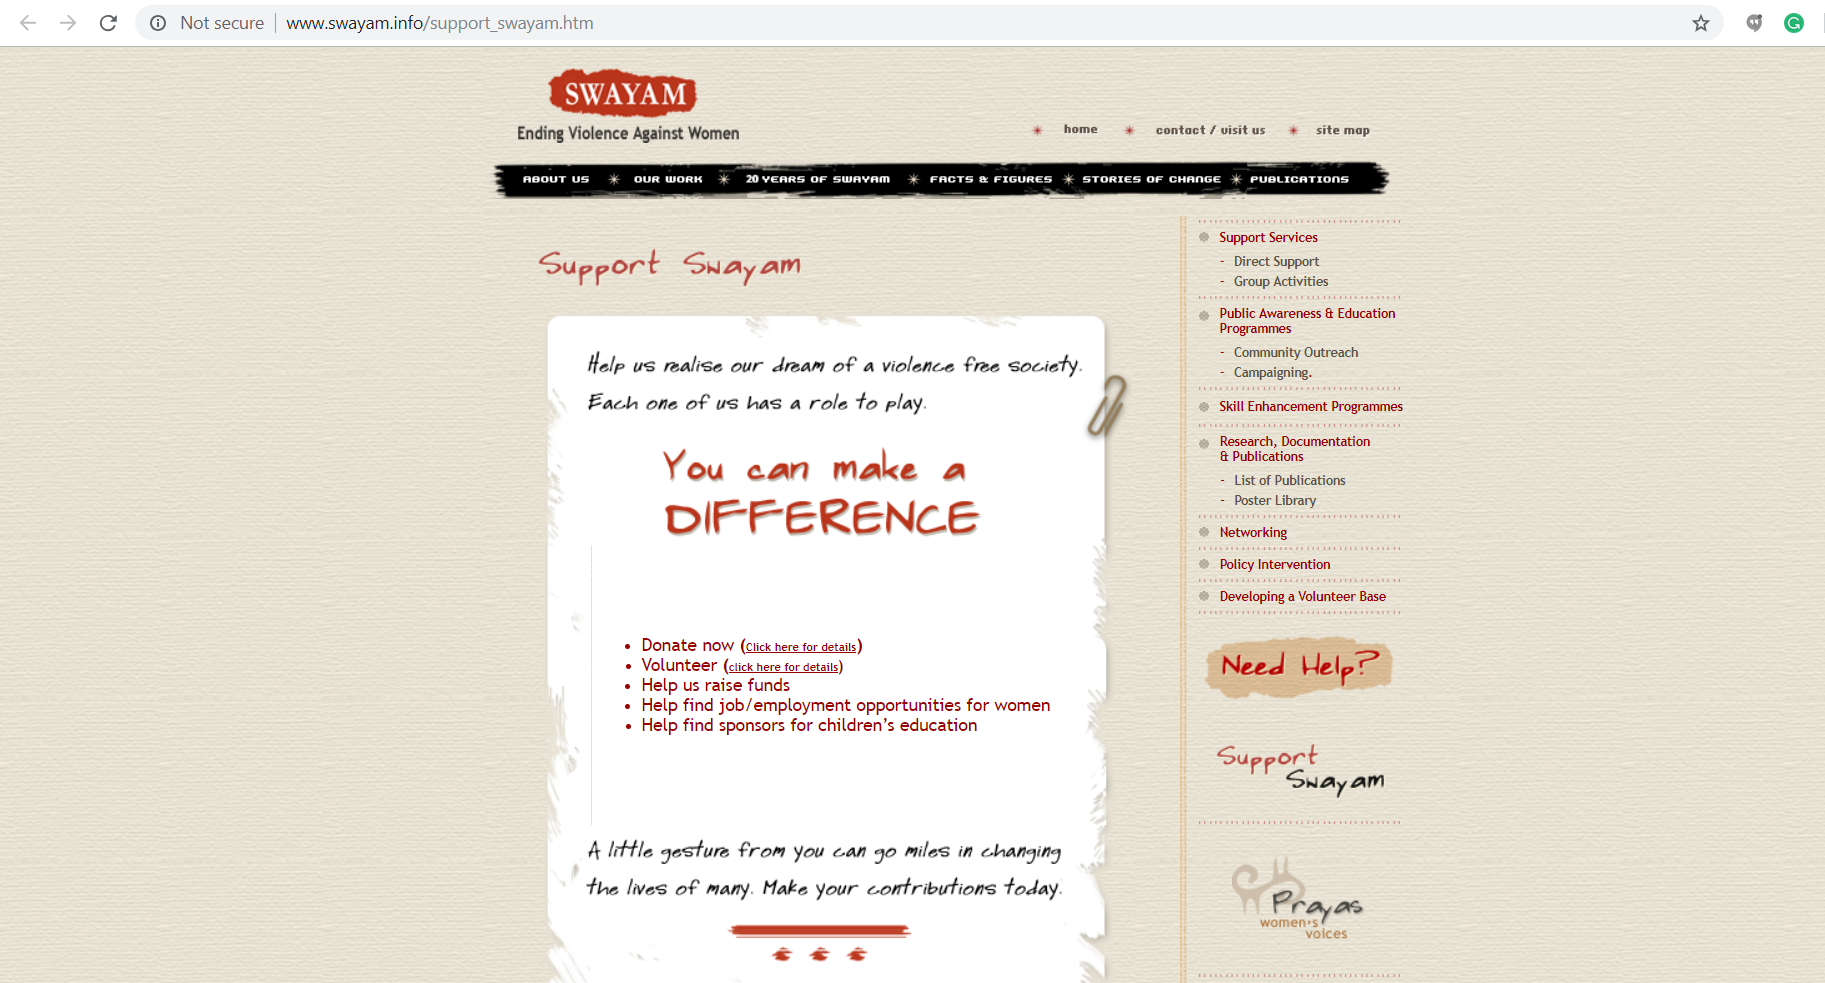 Not secure
www.swayam.info/support_swayam.htm
SWAYAM
Ending Violence Against Women
home
contact / visit us
site map
ABOUT US
OUR WORK
20 YEARS OF SWAYAM
FACTS & FIGURES
STORIES OF CHANGE
PUBLICATIONS
Support Swayam
Help us realise our dream of a violence free society.
Each one of us has a role to play.
You can make a
DIFFERENCE
• Donate now (Click here for details)
• Volunteer (click here for details)
• Help us raise funds
• Help find job/employment opportunities for women
• Help find sponsors for children’s education
A little gesture from you can go miles in changing
the lives of many. Make your contributions today.
Support Services
- Direct Support
- Group Activities
Public Awareness & Education
Programmes
- Community Outreach
- Campaigning.
Skill Enhancement Programmes
Research, Documentation
& Publications
- List of Publications
- Poster Library
Networking
Policy Intervention
Developing a Volunteer Base
Need Help?
Support
Swayam
Prayas
women's
voices